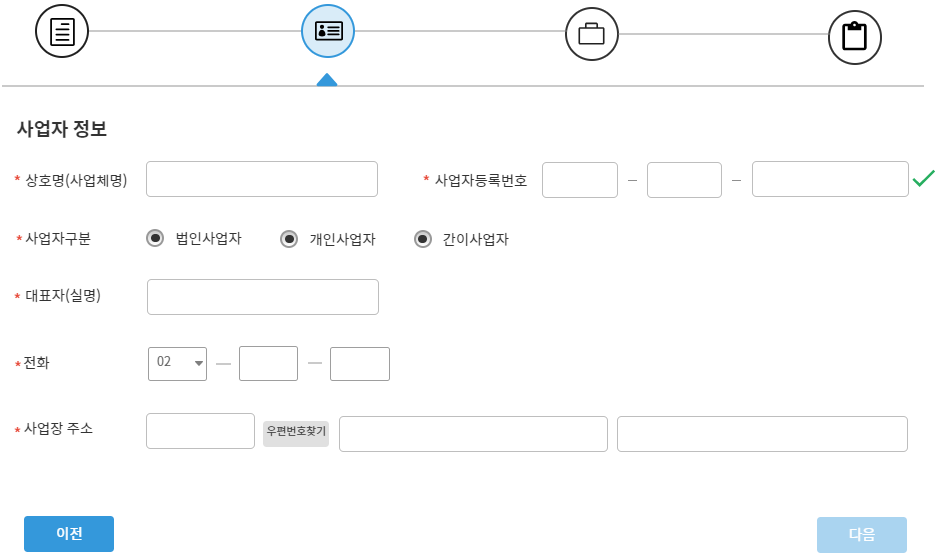 사업자 정보
* 상호명(사업체명)
* 사업자등록번호 – –
* 사업자구분 법인사업자 개인사업자 간이사업자
* 대표자(실명)
* 전화 02 — —
* 사업장 주소 우편번호찾기
이전 다음